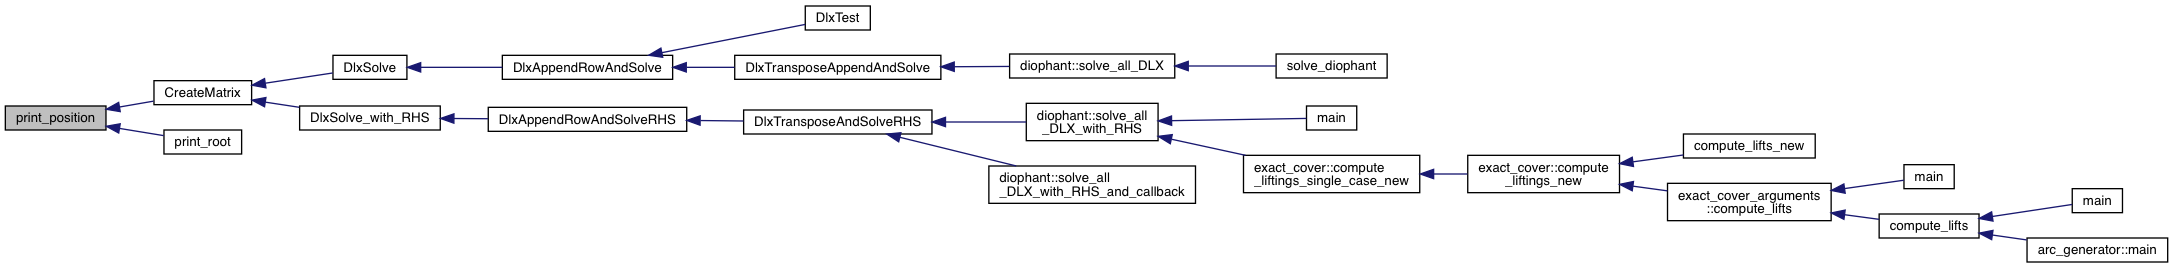 print_position
CreateMatrix
print_root
DlxSolve
DlxSolve_with_RHS
DlxAppendRowAndSolve
DlxAppendRowAndSolveRHS
DlxTest
DlxTransposeAppendAndSolve
DlxTransposeAndSolveRHS
diophant::solve_all_DLX
diophant::solve_all
_DLX_with_RHS
diophant::solve_all
_DLX_with_RHS_and_callback
solve_diophant
main
exact_cover::compute
_liftings_single_case_new
exact_cover::compute
_liftings_new
compute_lifts_new
exact_cover_arguments
::compute_lifts
main
compute_lifts
main
arc_generator::main